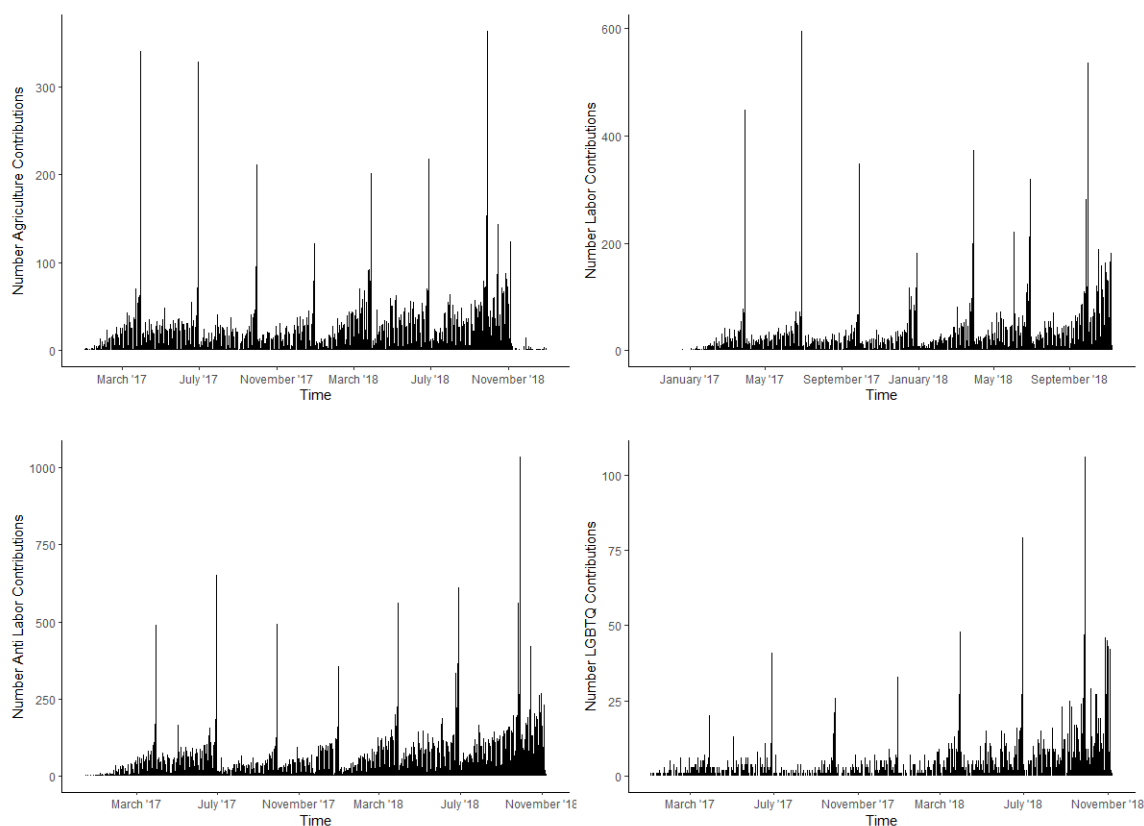 Number Agriculture Contributions
300
200
100
0
March '17 July '17 November '17 March '18 July '18 November '18
Time
Number Labor Contributions
600
400
200
0
January '17 May '17 September '17 January '18 May '18 September '18
Time
Number Anti Labor Contributions
1000
750
500
250
0
March '17 July '17 November '17 March '18 July '18 November '18
Time
Number LGBTQ Contributions
100
75
50
25
0
March '17 July '17 November '17 March '18 July '18 November '18
Time